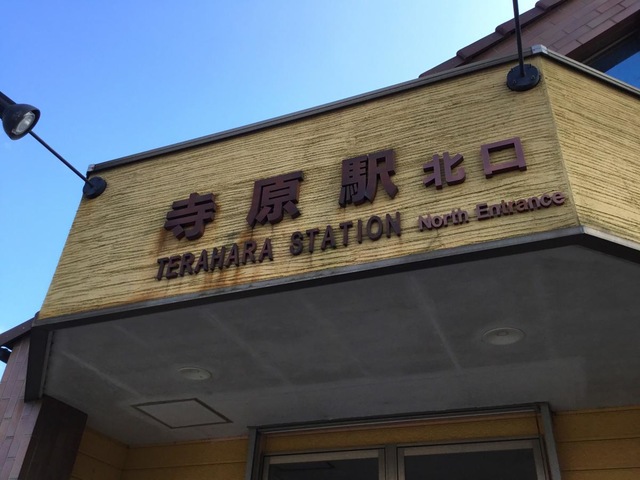 寺原駅北口
TERAHARA STATION North Entrance